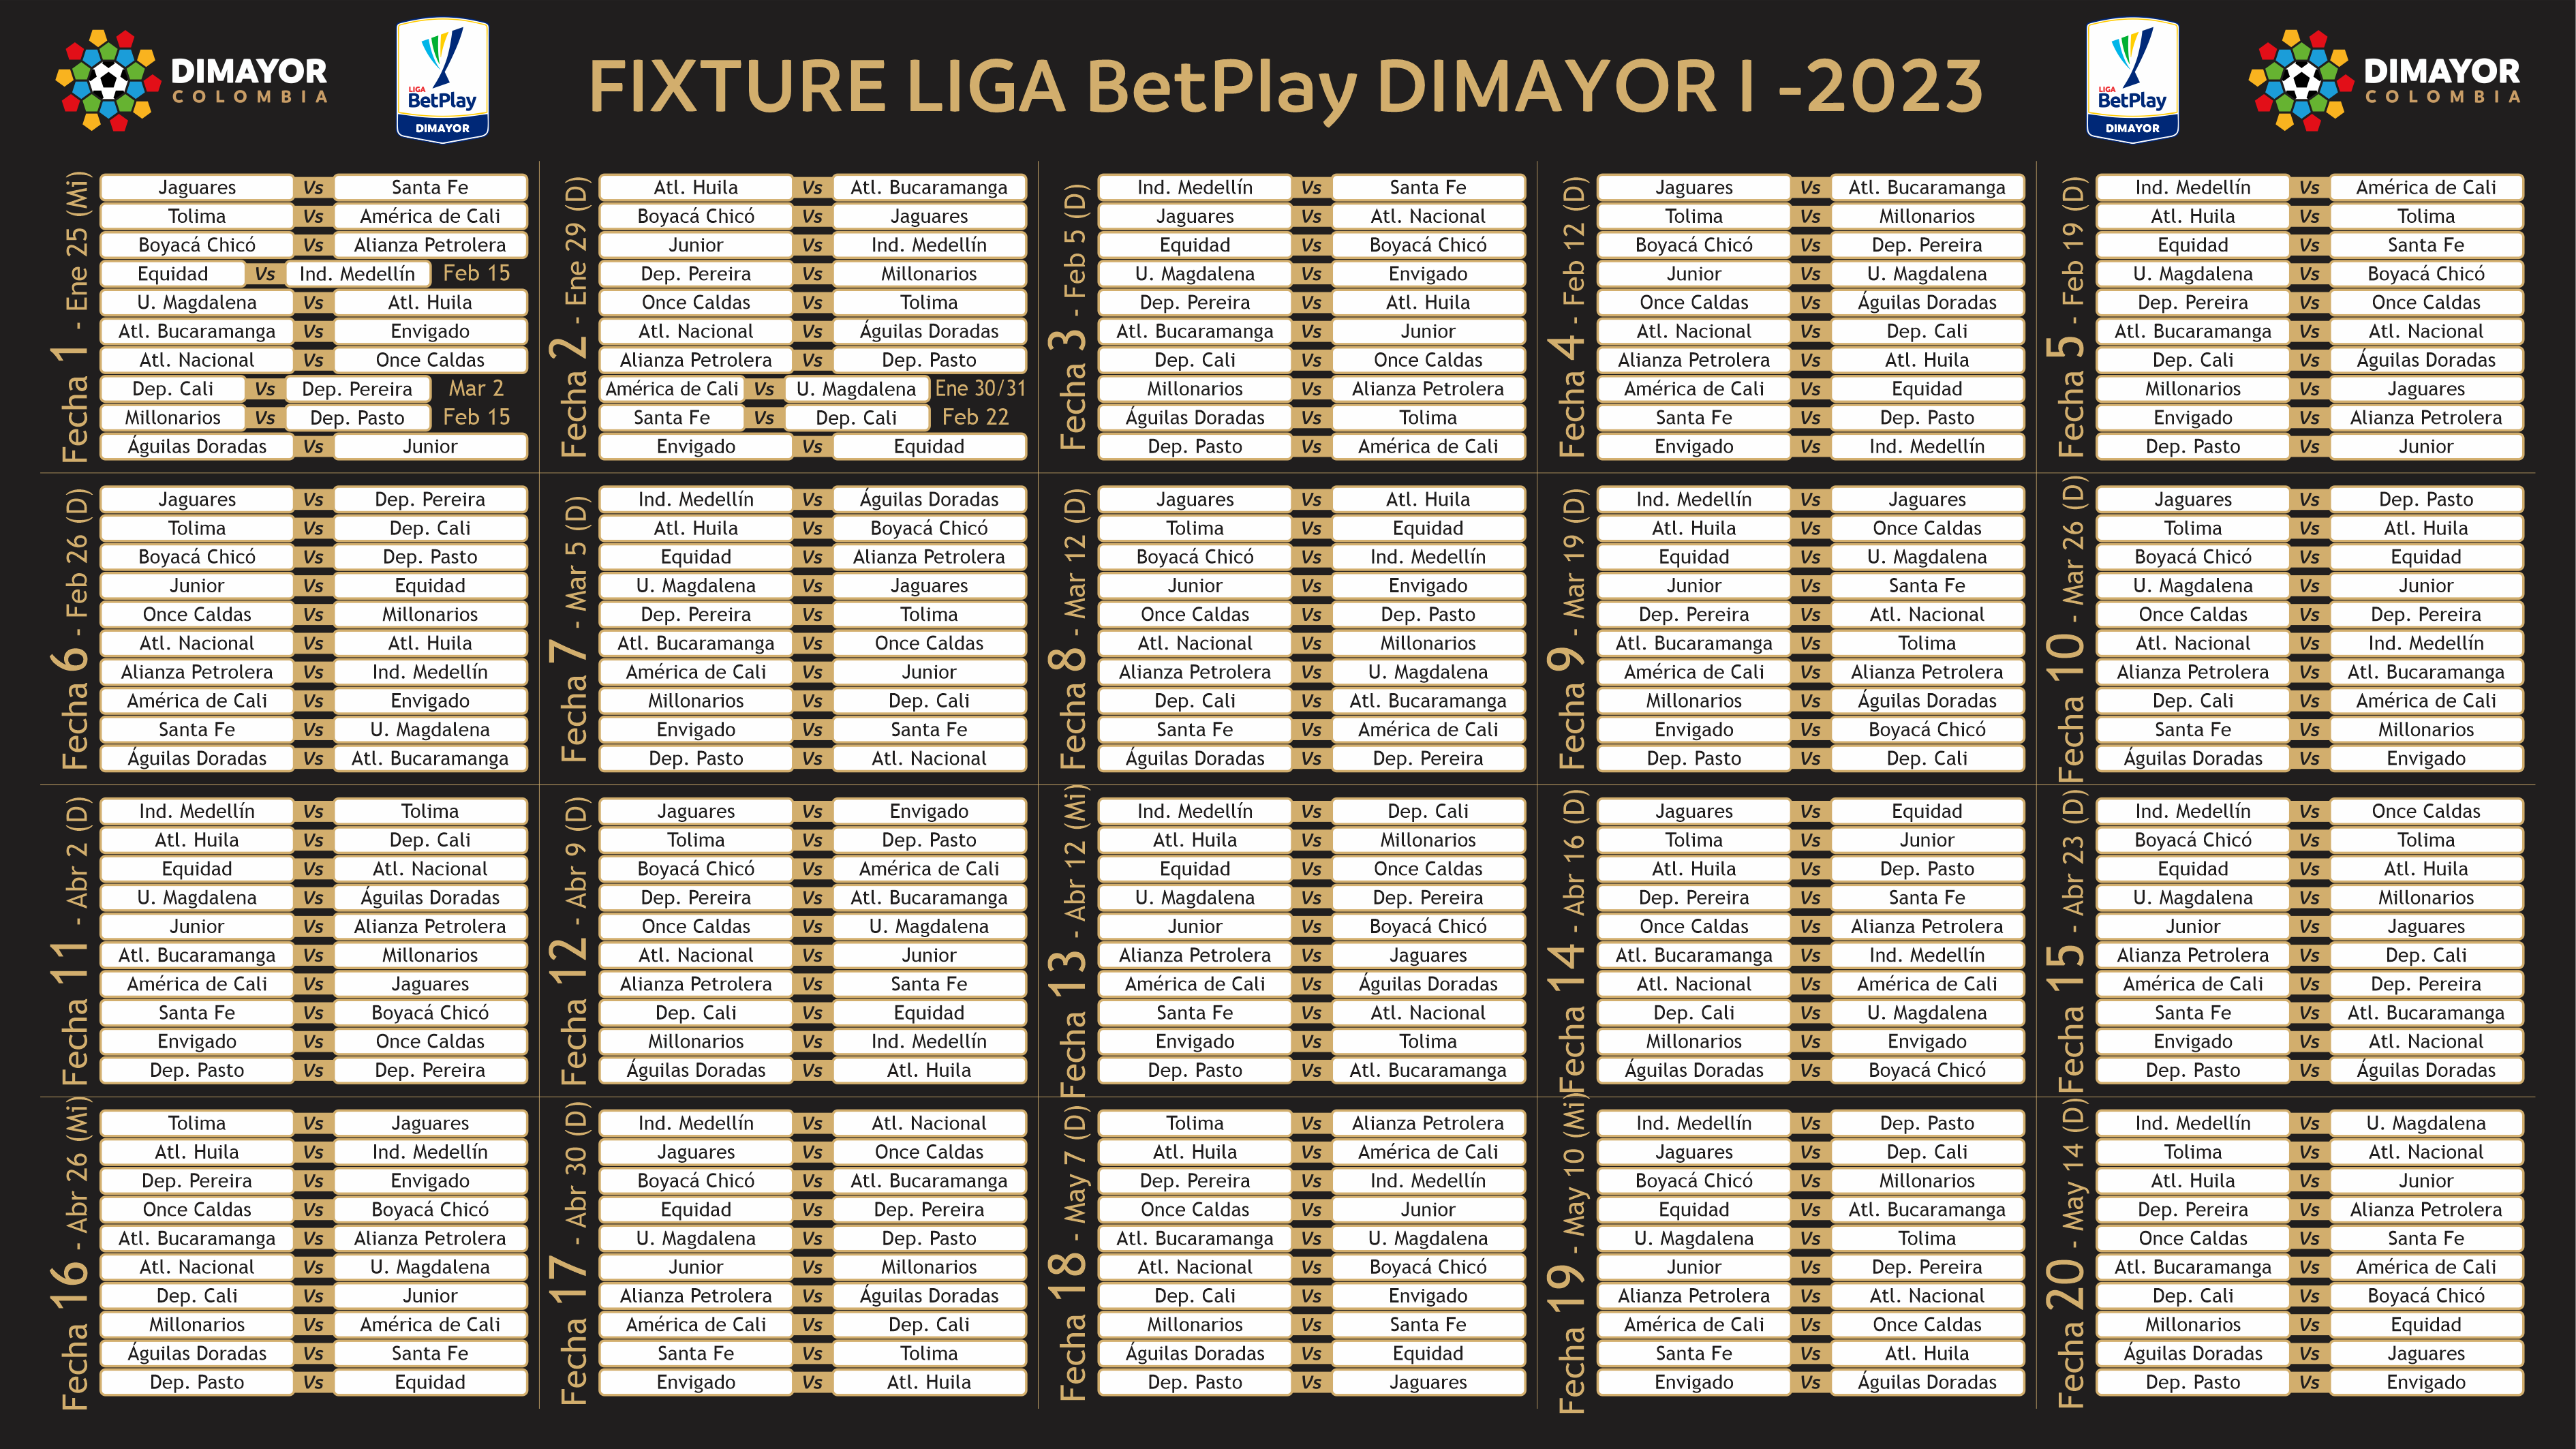 DIMAYOR
COLOMBIA
LIGA
BetPlay
DIMAYOR
FIXTURE LIGA BetPlay DIMAYOR I -2023
LIGA
BetPlay
DIMAYOR
DIMAYOR
COLOMBIA
Fecha 1 - Ene 25 (Mi)
Jaguares Vs Santa Fe
Tolima Vs América de Cali
Boyacá Chicó Vs Alianza Petrolera
Equidad Vs Ind. Medellín Feb 15
U. Magdalena Vs Atl. Huila
Atl. Bucaramanga Vs Envigado
Atl. Nacional Vs Once Caldas
Dep. Cali Vs Dep. Pereira Mar 2
Millonarios Vs Dep. Pasto Feb 15
Águilas Doradas Vs Junior
Fecha 2 - Ene 29 (D)
Atl. Huila Vs Atl. Bucaramanga
Boyacá Chicó Vs Jaguares
Junior Vs Ind. Medellín
Dep. Pereira Vs Millonarios
Once Caldas Vs Tolima
Atl. Nacional Vs Águilas Doradas
Alianza Petrolera Vs Dep. Pasto
América de Cali Vs U. Magdalena Ene 30/31
Santa Fe Vs Dep. Cali Feb 22
Envigado Vs Equidad
Fecha 3 - Feb 5 (D)
Ind. Medellín Vs Santa Fe
Jaguares Vs Atl. Nacional
Equidad Vs Boyacá Chicó
U. Magdalena Vs Envigado
Dep. Pereira Vs Atl. Huila
Atl. Bucaramanga Vs Junior
Dep. Cali Vs Once Caldas
Millonarios Vs Alianza Petrolera
Águilas Doradas Vs Tolima
Dep. Pasto Vs América de Cali
Fecha 4 - Feb 12 (D)
Jaguares Vs Atl. Bucaramanga
Tolima Vs Millonarios
Boyacá Chicó Vs Dep. Pereira
Junior Vs U. Magdalena
Once Caldas Vs Águilas Doradas
Atl. Nacional Vs Dep. Cali
Alianza Petrolera Vs Atl. Huila
América de Cali Vs Equidad
Santa Fe Vs Dep. Pasto
Envigado Vs Ind. Medellín
Fecha 5 - Feb 19 (D)
Ind. Medellín Vs América de Cali
Atl. Huila Vs Tolima
Equidad Vs Santa Fe
U. Magdalena Vs Boyacá Chicó
Dep. Pereira Vs Once Caldas
Atl. Bucaramanga Vs Atl. Nacional
Dep. Cali Vs Águilas Doradas
Millonarios Vs Jaguares
Envigado Vs Alianza Petrolera
Dep. Pasto Vs Junior
Fecha 6 - Feb 26 (D)
Jaguares Vs Dep. Pereira
Tolima Vs Dep. Cali
Boyacá Chicó Vs Dep. Pasto
Junior Vs Equidad
Once Caldas Vs Millonarios
Atl. Nacional Vs Atl. Huila
Alianza Petrolera Vs Ind. Medellín
América de Cali Vs Envigado
Santa Fe Vs U. Magdalena
Águilas Doradas Vs Atl. Bucaramanga
Fecha 7 - Mar 5 (D)
Ind. Medellín Vs Águilas Doradas
Atl. Huila Vs Boyacá Chicó
Equidad Vs Alianza Petrolera
U. Magdalena Vs Jaguares
Dep. Pereira Vs Tolima
Atl. Bucaramanga Vs Once Caldas
América de Cali Vs Junior
Millonarios Vs Dep. Cali
Envigado Vs Santa Fe
Dep. Pasto Vs Atl. Nacional
Fecha 8 - Mar 12 (D)
Jaguares Vs Atl. Huila
Tolima Vs Equidad
Boyacá Chicó Vs Ind. Medellín
Junior Vs Envigado
Once Caldas Vs Dep. Pasto
Atl. Nacional Vs Millonarios
Alianza Petrolera Vs U. Magdalena
Dep. Cali Vs Atl. Bucaramanga
Santa Fe Vs América de Cali
Águilas Doradas Vs Dep. Pereira
Fecha 9 - Mar 19 (D)
Ind. Medellín Vs Jaguares
Atl. Huila Vs Once Caldas
Equidad Vs U. Magdalena
Junior Vs Santa Fe
Dep. Pereira Vs Atl. Nacional
Atl. Bucaramanga Vs Tolima
América de Cali Vs Alianza Petrolera
Millonarios Vs Águilas Doradas
Envigado Vs Boyacá Chicó
Dep. Pasto Vs Dep. Cali
Fecha 10 - Mar 26 (D)
Jaguares Vs Dep. Pasto
Tolima Vs Atl. Huila
Boyacá Chicó Vs Equidad
U. Magdalena Vs Junior
Once Caldas Vs Dep. Pereira
Atl. Nacional Vs Ind. Medellín
Alianza Petrolera Vs Atl. Bucaramanga
Dep. Cali Vs América de Cali
Santa Fe Vs Millonarios
Águilas Doradas Vs Envigado
Fecha 11 - Abr 2 (D)
Ind. Medellín Vs Tolima
Atl. Huila Vs Dep. Cali
Equidad Vs Atl. Nacional
U. Magdalena Vs Águilas Doradas
Junior Vs Alianza Petrolera
Atl. Bucaramanga Vs Millonarios
América de Cali Vs Jaguares
Santa Fe Vs Boyacá Chicó
Envigado Vs Once Caldas
Dep. Pasto Vs Dep. Pereira
Fecha 12 - Abr 9 (D)
Jaguares Vs Envigado
Tolima Vs Dep. Pasto
Boyacá Chicó Vs América de Cali
Dep. Pereira Vs Atl. Bucaramanga
Once Caldas Vs U. Magdalena
Atl. Nacional Vs Junior
Alianza Petrolera Vs Santa Fe
Dep. Cali Vs Equidad
Millonarios Vs Ind. Medellín
Águilas Doradas Vs Atl. Huila
Fecha 13 - Abr 12 (Mi)
Ind. Medellín Vs Dep. Cali
Atl. Huila Vs Millonarios
Equidad Vs Once Caldas
U. Magdalena Vs Dep. Pereira
Junior Vs Boyacá Chicó
Alianza Petrolera Vs Jaguares
América de Cali Vs Águilas Doradas
Santa Fe Vs Atl. Nacional
Envigado Vs Tolima
Dep. Pasto Vs Atl. Bucaramanga
Fecha 14 - Abr 16 (D)
Jaguares Vs Equidad
Tolima Vs Junior
Atl. Huila Vs Dep. Pasto
Dep. Pereira Vs Santa Fe
Once Caldas Vs Alianza Petrolera
Atl. Bucaramanga Vs Ind. Medellín
Atl. Nacional Vs América de Cali
Dep. Cali Vs U. Magdalena
Millonarios Vs Envigado
Águilas Doradas Vs Boyacá Chicó
Fecha 15 - Abr 23 (D)
Ind. Medellín Vs Once Caldas
Boyacá Chicó Vs Tolima
Equidad Vs Atl. Huila
U. Magdalena Vs Millonarios
Junior Vs Jaguares
Alianza Petrolera Vs Dep. Cali
América de Cali Vs Dep. Pereira
Santa Fe Vs Atl. Bucaramanga
Envigado Vs Atl. Nacional
Dep. Pasto Vs Águilas Doradas
Fecha 16 - Abr 26 (Mi)
Tolima Vs Jaguares
Atl. Huila Vs Ind. Medellín
Dep. Pereira Vs Envigado
Once Caldas Vs Boyacá Chicó
Atl. Bucaramanga Vs Alianza Petrolera
Atl. Nacional Vs U. Magdalena
Dep. Cali Vs Junior
Millonarios Vs América de Cali
Águilas Doradas Vs Santa Fe
Dep. Pasto Vs Equidad
Fecha 17 - Abr 30 (D)
Ind. Medellín Vs Atl. Nacional
Jaguares Vs Once Caldas
Boyacá Chicó Vs Atl. Bucaramanga
Equidad Vs Dep. Pereira
U. Magdalena Vs Dep. Pasto
Junior Vs Millonarios
Alianza Petrolera Vs Águilas Doradas
América de Cali Vs Dep. Cali
Santa Fe Vs Tolima
Envigado Vs Atl. Huila
Fecha 18 - May 7 (D)
Tolima Vs Alianza Petrolera
Atl. Huila Vs América de Cali
Dep. Pereira Vs Ind. Medellín
Once Caldas Vs Junior
Atl. Bucaramanga Vs U. Magdalena
Atl. Nacional Vs Boyacá Chicó
Dep. Cali Vs Envigado
Millonarios Vs Santa Fe
Águilas Doradas Vs Equidad
Dep. Pasto Vs Jaguares
Fecha 19 - May 10 (Mi)
Ind. Medellín Vs Dep. Pasto
Jaguares Vs Dep. Cali
Boyacá Chicó Vs Millonarios
Equidad Vs Atl. Bucaramanga
U. Magdalena Vs Tolima
Junior Vs Dep. Pereira
Alianza Petrolera Vs Atl. Nacional
América de Cali Vs Once Caldas
Santa Fe Vs Atl. Huila
Envigado Vs Águilas Doradas
Fecha 20 - May 14 (D)
Ind. Medellín Vs U. Magdalena
Tolima Vs Atl. Nacional
Atl. Huila Vs Junior
Dep. Pereira Vs Alianza Petrolera
Once Caldas Vs Santa Fe
Atl. Bucaramanga Vs América de Cali
Dep. Cali Vs Boyacá Chicó
Millonarios Vs Equidad
Águilas Doradas Vs Jaguares
Dep. Pasto Vs Envigado